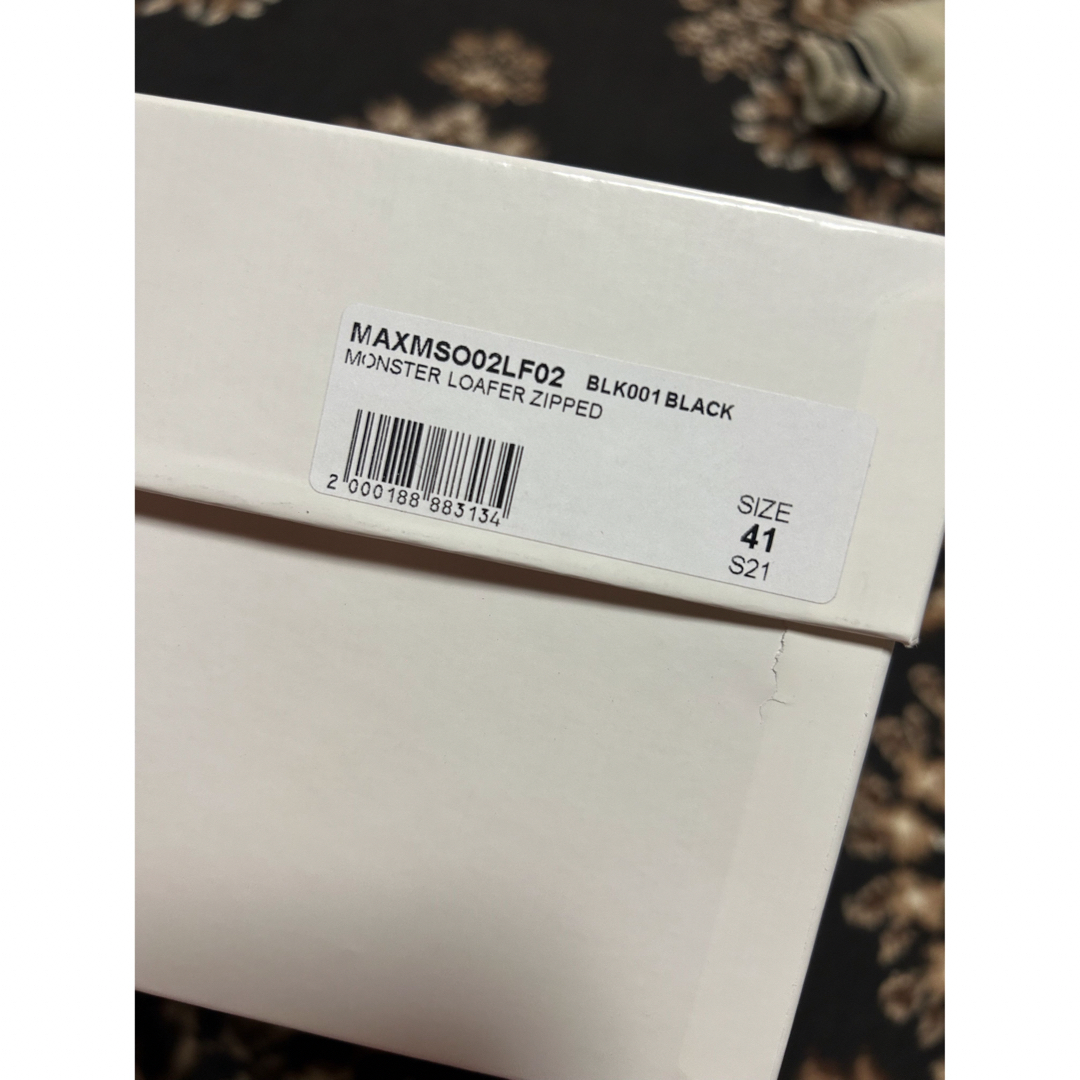 MAXMSO02LF02 BLK001 BLACK
MONSTER LOAFER ZIPPED
2 000188 883134
SIZE
41
S21